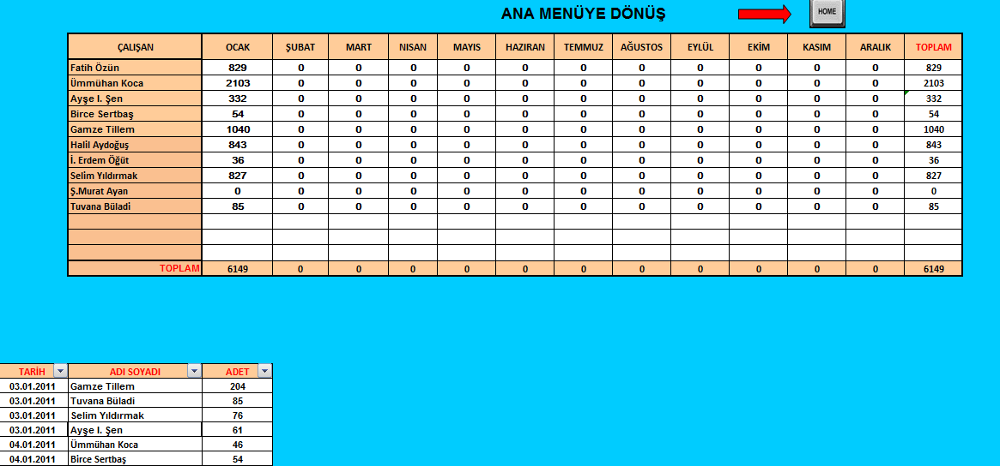 ANA MENÜYE DÖNÜŞ HOME
ÇALIŞAN OCAK ŞUBAT MART NISAN MAYIS HAZIRAN TEMMUZ AĞUSTOS EYLÜL EKİM KASIM ARALIK TOPLAM
Fatih Özün 829 0 0 0 0 0 0 0 0 0 0 0 829
Ümmühan Koca 2103 0 0 0 0 0 0 0 0 0 0 0 2103
Ayşe I. Şen 332 0 0 0 0 0 0 0 0 0 0 0 332
Birce Sertbaş 54 0 0 0 0 0 0 0 0 0 0 0 54
Gamze Tillem 1040 0 0 0 0 0 0 0 0 0 0 0 1040
Halil Aydoğuş 843 0 0 0 0 0 0 0 0 0 0 0 843
İ. Erdem Öğüt 36 0 0 0 0 0 0 0 0 0 0 0 36
Selim Yıldırmak 827 0 0 0 0 0 0 0 0 0 0 0 827
Ş.Murat Ayan 0 0 0 0 0 0 0 0 0 0 0 0 0
Tuvana Büladi 85 0 0 0 0 0 0 0 0 0 0 0 85
TOPLAM 6149 0 0 0 0 0 0 0 0 0 0 0 6149
TARİH ADI SOYADI ADET
03.01.2011 Gamze Tillem 204
03.01.2011 Tuvana Büladi 85
03.01.2011 Selim Yıldırmak 76
03.01.2011 Ayşe I. Şen 61
04.01.2011 Ümmühan Koca 46
04.01.2011 Birce Sertbaş 54